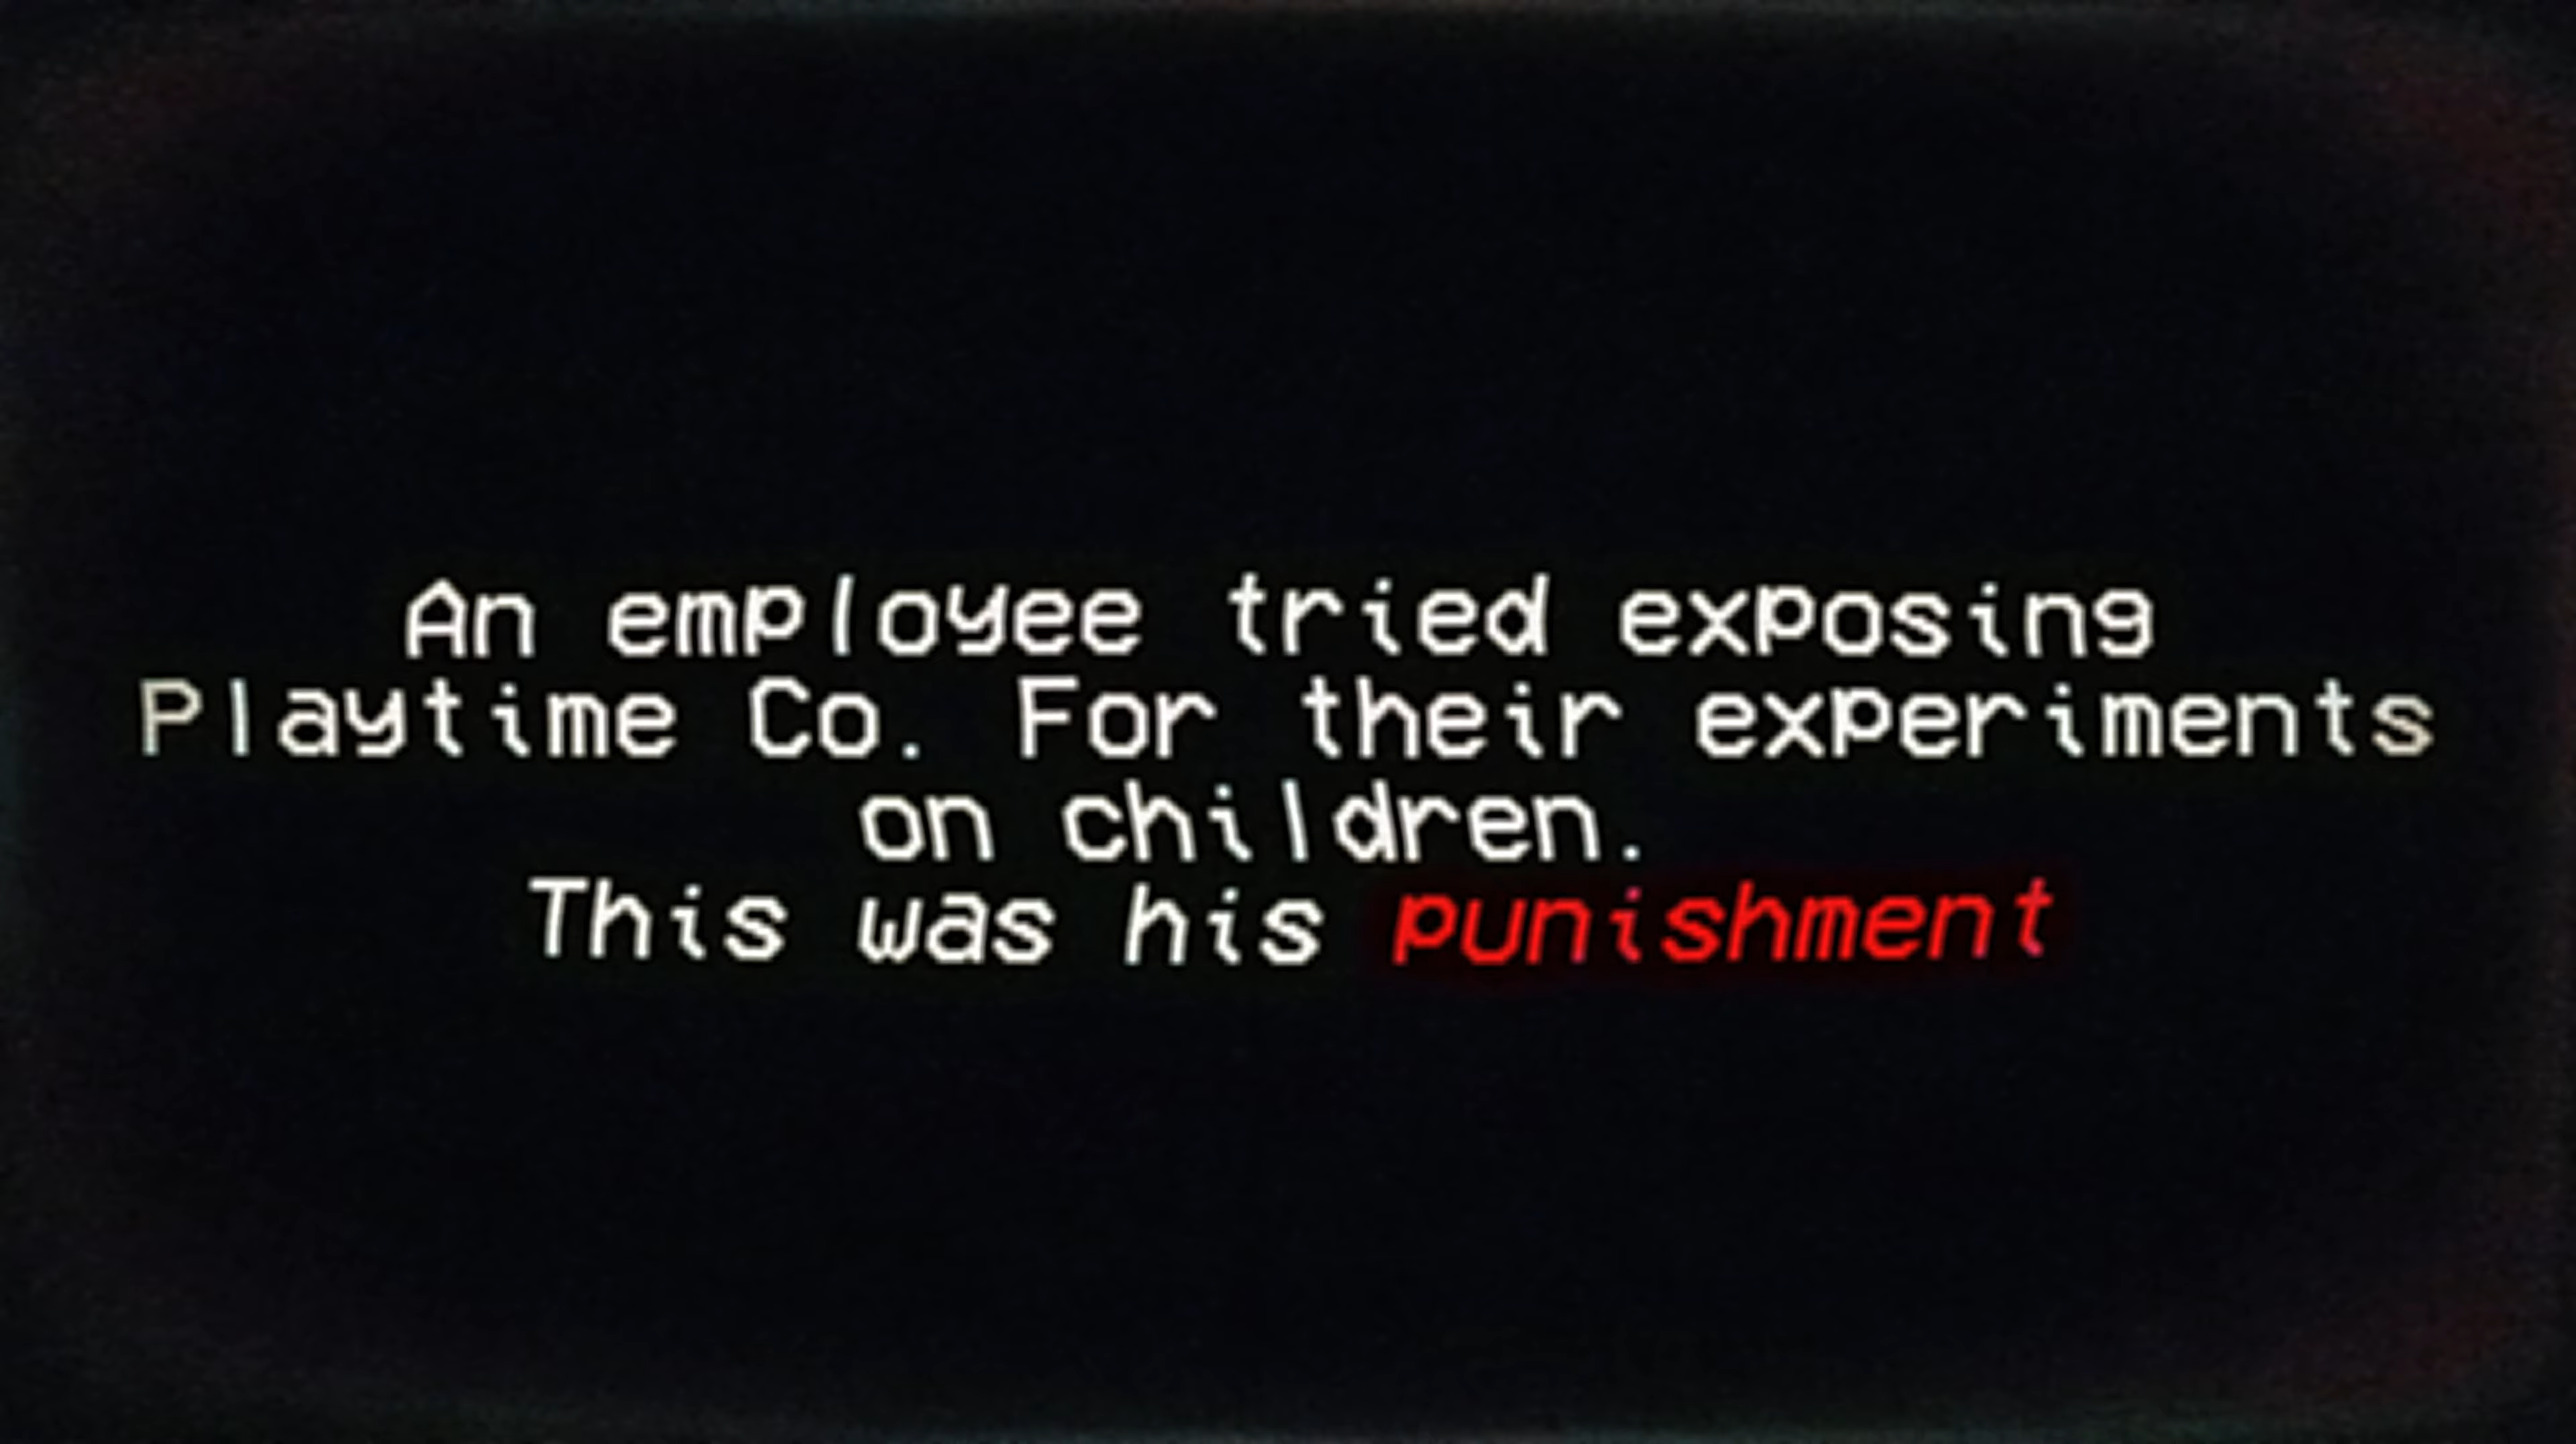 An employee tried exposing
Playtime Co. For their experiments
on children.
This was his punishment